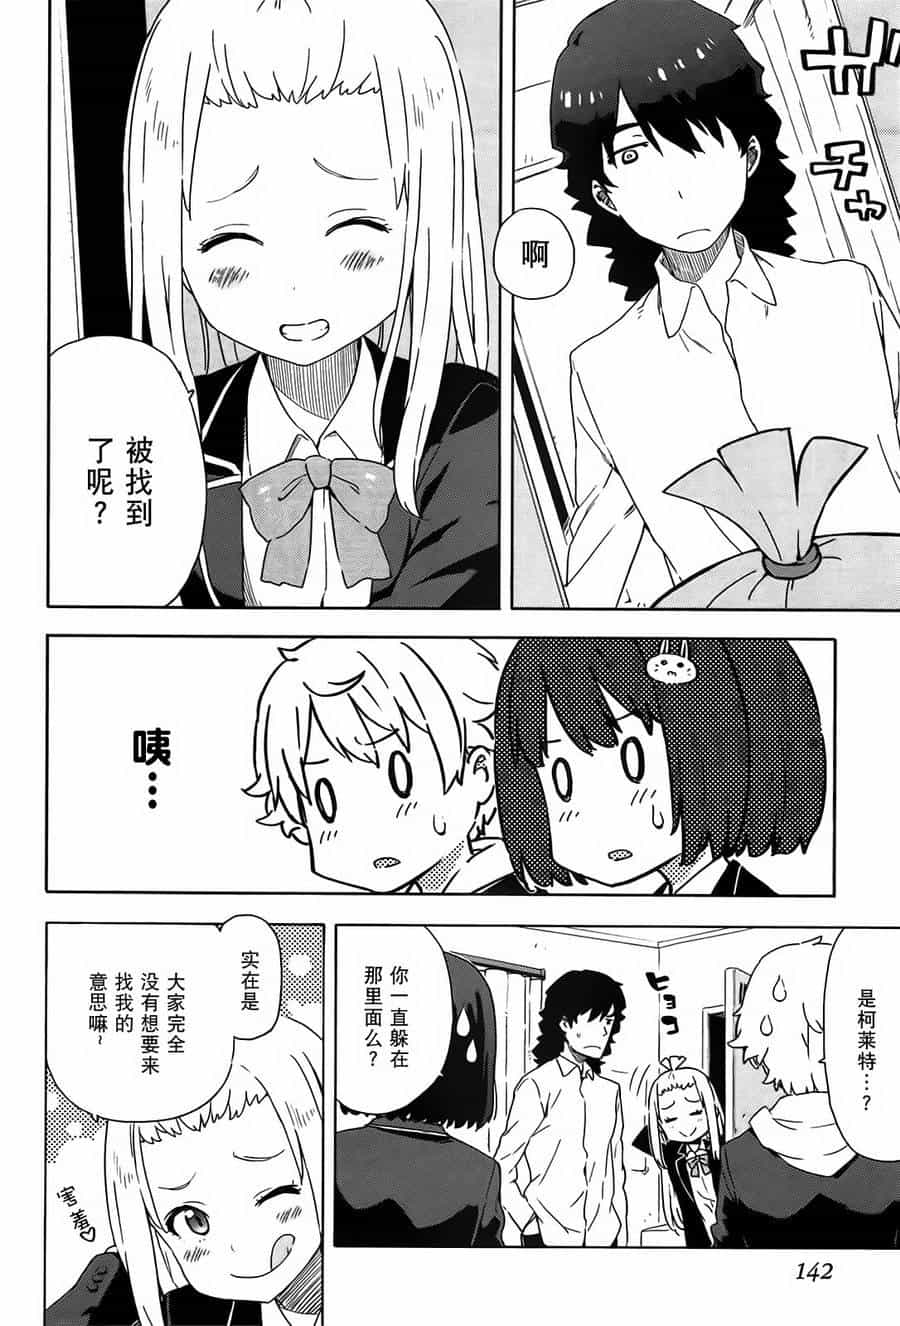 ガ
チャ
啊
被找到
了呢？
咦…
是柯莱特…？
你一直躲在
那里面么？
ヒョコ
实在是
大家完全
没有想要来
找我的
意思嘛~
害羞♡
142